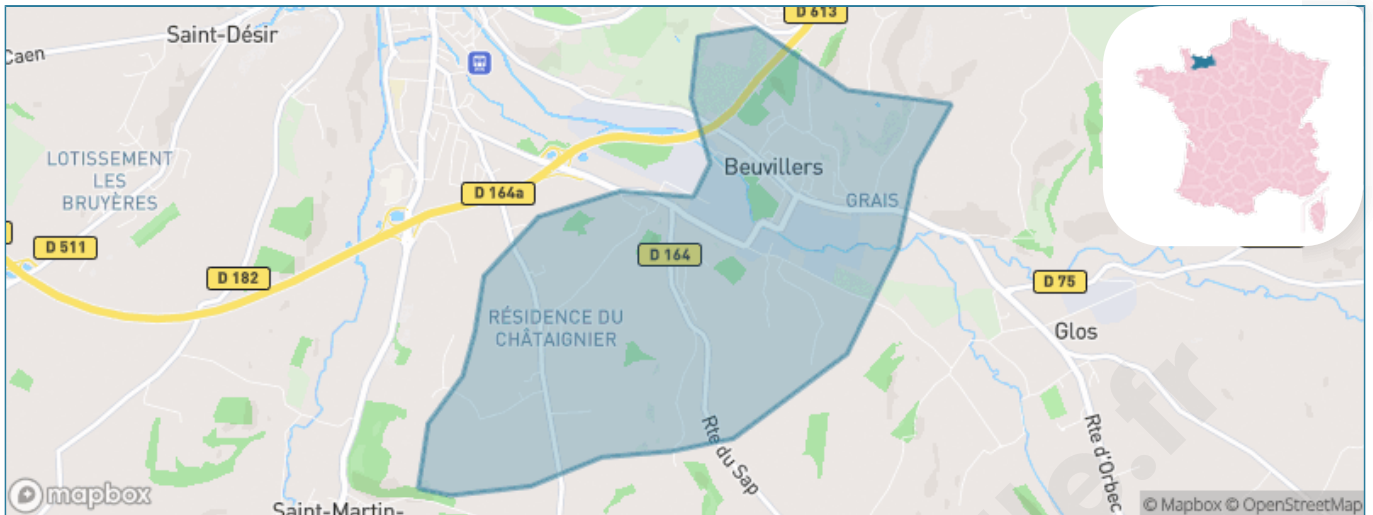 D 613
Saint-Désir
Caen
LOTISSEMENT
LES
BRUYÈRES
Beuvillers
D 164a
GRAIS
D 511
D 164
D 182
D 75
RÉSIDENCE DU
CHÂTAIGNIER
Glos
Rte du Sap
Rte d'Orbec
Saint-Martin-
mapbox
© Mapbox © OpenStreetMap